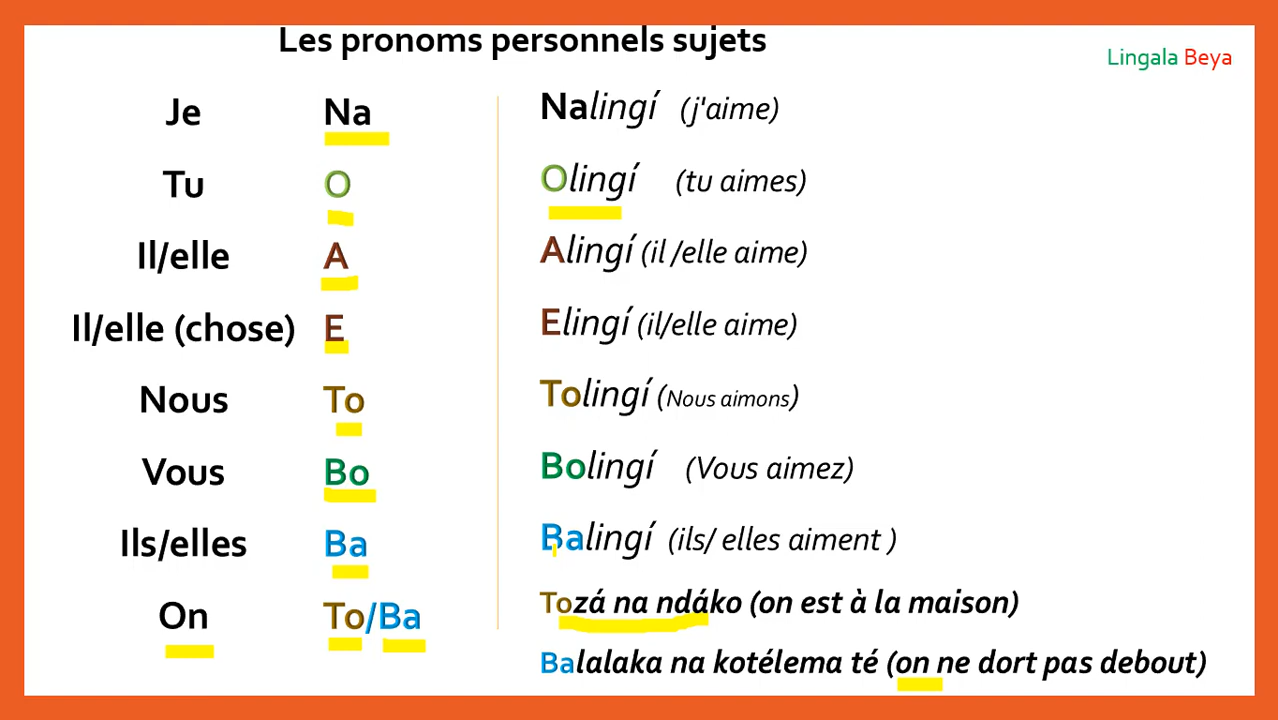 Les pronoms personnels sujets
Lingala Beya
Je Na Nalingí (j'aime)
Tu O Olingí (tu aimes)
Il/elle A Alingí (il /elle aime)
Il/elle (chose) E Elingí (il/elle aime)
Nous To Tolingí (Nous aimons)
Vous Bo Bolingí (Vous aimez)
Ils/elles Ba Balingí (ils/ elles aiment )
On To/Ba Tozá na ndáko (on est à la maison)
Balalaka na kotélema té (on ne dort pas debout)